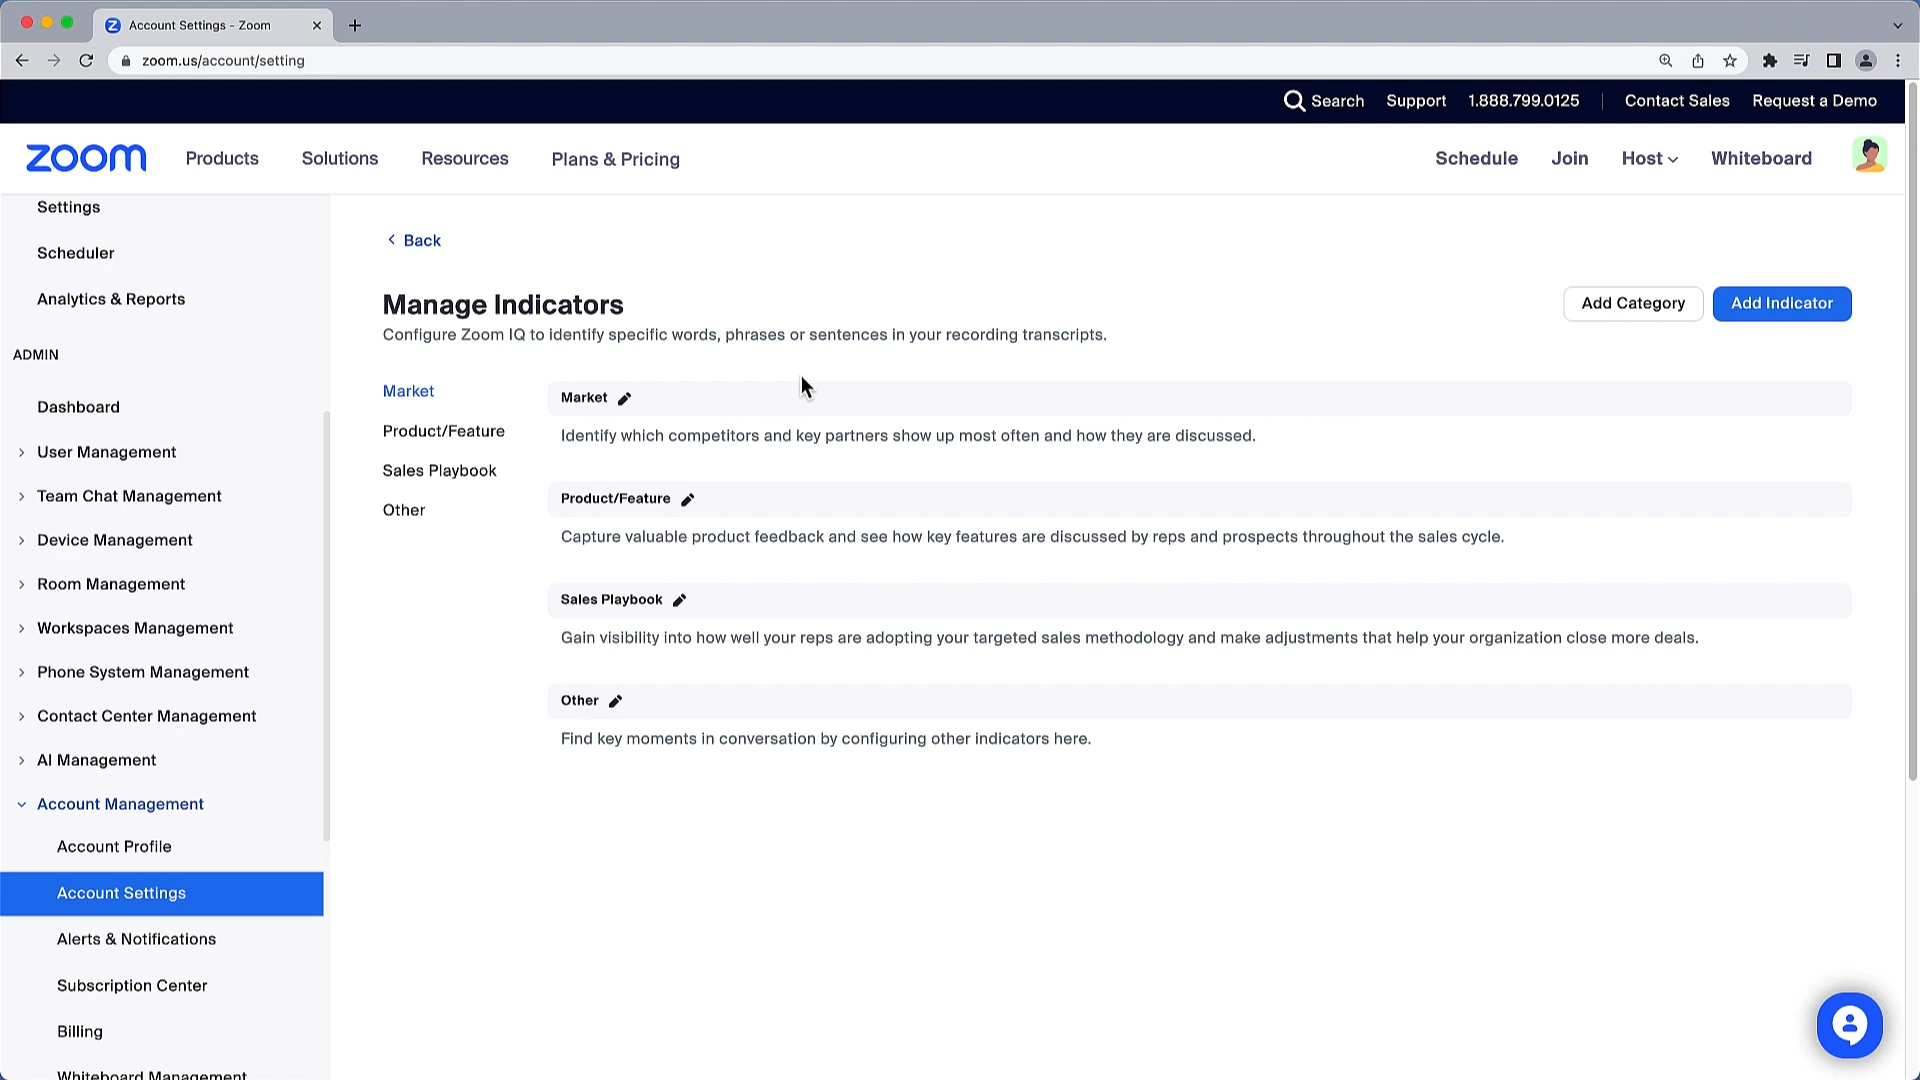 Account Settings - Zoom
zoom.us/account/setting
Search Support 1.888.799.0125 Contact Sales Request a Demo
zoom Products Solutions Resources Plans & Pricing Schedule Join Host Whiteboard
Settings
Scheduler
Analytics & Reports
ADMIN
Dashboard
User Management
Team Chat Management
Device Management
Room Management
Workspaces Management
Phone System Management
Contact Center Management
AI Management
Account Management
Account Profile
Account Settings
Alerts & Notifications
Subscription Center
Billing
Whiteboard Management
Back
Manage Indicators
Add Category Add Indicator
Configure Zoom IQ to identify specific words, phrases or sentences in your recording transcripts.
Market
Product/Feature
Sales Playbook
Other
Market
Identify which competitors and key partners show up most often and how they are discussed.
Product/Feature
Capture valuable product feedback and see how key features are discussed by reps and prospects throughout the sales cycle.
Sales Playbook
Gain visibility into how well your reps are adopting your targeted sales methodology and make adjustments that help your organization close more deals.
Other
Find key moments in conversation by configuring other indicators here.